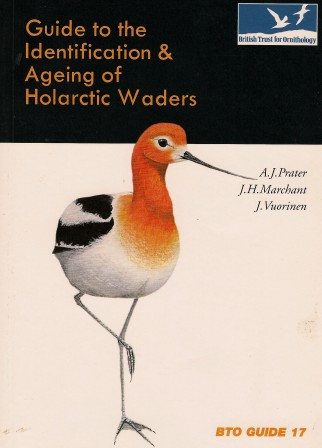 Guide to the
Identification &
Ageing of
Holarctic Waders
British Trust for Ornithology
A.J.Prater
J.H.Marchant
J.Vuorinen
BTO GUIDE 17